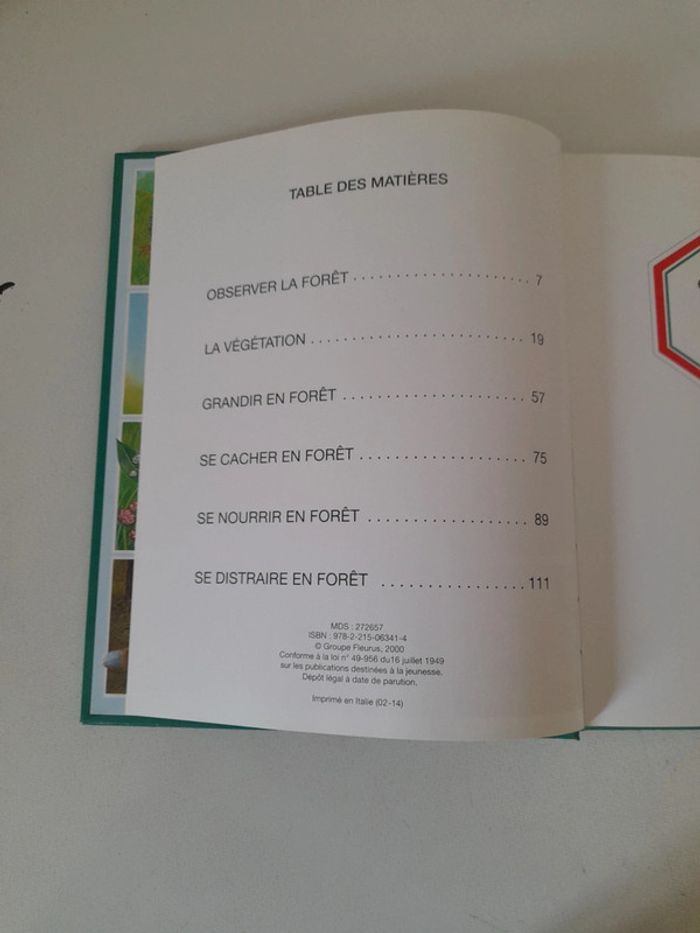 TABLE DES MATIÈRES
OBSERVER LA FORÊT . . . . . . . . . . . . . . . . . . . . . 7
LA VÉGÉTATION . . . . . . . . . . . . . . . . . . . . . . . . . 19
GRANDIR EN FORÊT . . . . . . . . . . . . . . . . . . . . . 57
SE CACHER EN FORÊT . . . . . . . . . . . . . . . . . . . 75
SE NOURRIR EN FORÊT . . . . . . . . . . . . . . . . . . 89
SE DISTRAIRE EN FORÊT . . . . . . . . . . . . . . . . 111
MDS : 272657
ISBN : 978-2-215-06341-4
© Groupe Fleurus, 2000
Conforme à la loi n° 49-956 du16 juillet 1949
sur les publications destinées à la jeunesse.
Dépôt légal à date de parution.
Imprimé en Italie (02-14)